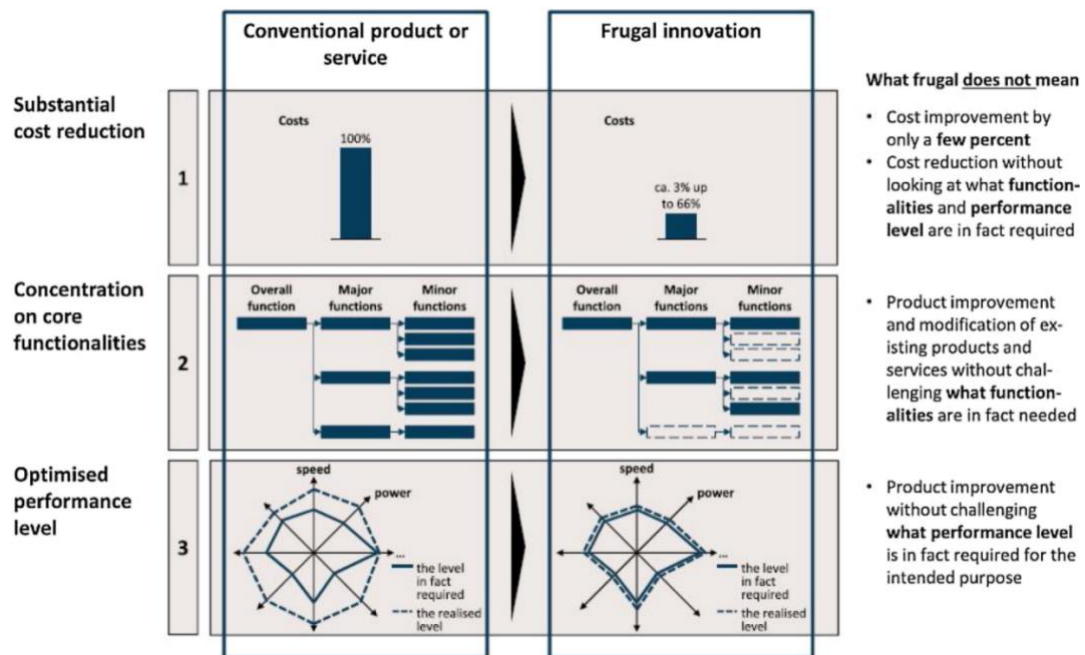 Conventional product or
service
Frugal innovation
What frugal does not mean
Substantial
cost reduction
1
Costs
100%
Costs
ca. 3% up
to 66%
• Cost improvement by
only a few percent
• Cost reduction without
looking at what function-
alities and performance
level are in fact required
Concentration
on core
functionalities
2
Overall
function
Major
functions
Minor
functions
Overall
function
Major
functions
Minor
functions
• Product improvement
and modification of ex-
isting products and
services without chal-
lenging what function-
alities are in fact needed
Optimised
performance
level
3
speed
power
...
the level
in fact
required
the realised
level
speed
power
...
the level
in fact
required
the realised
level
• Product improvement
without challenging
what performance level
is in fact required for the
intended purpose